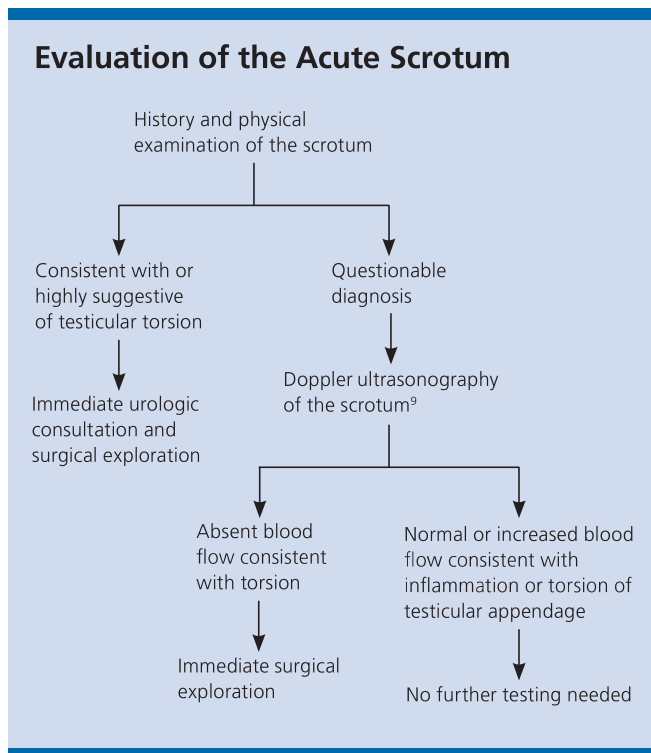 Evaluation of the Acute Scrotum
History and physical
examination of the scrotum
Consistent with or
highly suggestive
of testicular torsion
Questionable
diagnosis
Immediate urologic
consultation and
surgical exploration
Doppler ultrasonography
of the scrotum⁹
Absent blood
flow consistent
with torsion
Normal or increased blood
flow consistent with
inflammation or torsion of
testicular appendage
Immediate surgical
exploration
No further testing needed